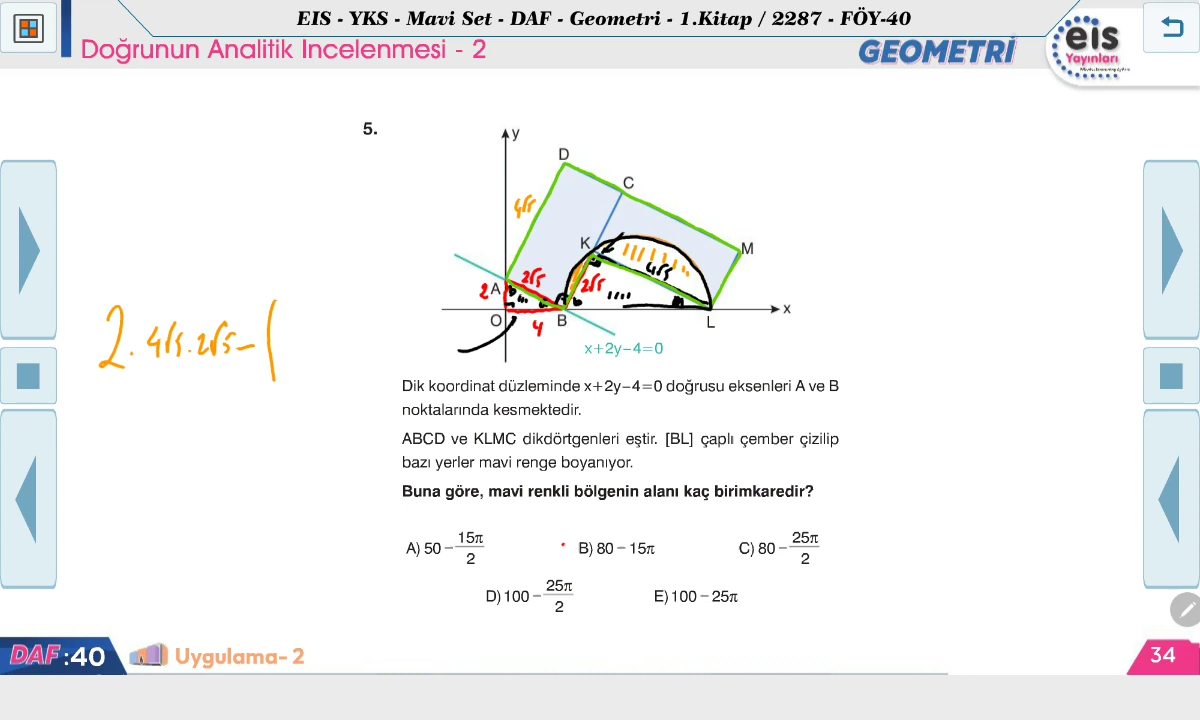 EIS - YKS - Mavi Set - DAF - Geometri - 1.Kitap / 2287 - FÖY-40
Doğrunun Analitik İncelenmesi - 2
GEOMETRİ
eis
Yayınları
5.
y
D
C
4√5
K
M
4√5
2√5
2√5
2
A
O
B
L
x
4
x+2y−4=0
2. 4√5. 2√5 − (
Dik koordinat düzleminde x+2y−4=0 doğrusu eksenleri A ve B
noktalarında kesmektedir.
ABCD ve KLMC dikdörtgenleri eştir. [BL] çaplı çember çizilip
bazı yerler mavi renge boyanıyor.
Buna göre, mavi renkli bölgenin alanı kaç birimkaredir?
A) 50 − 15π/2
B) 80 − 15π
C) 80 − 25π/2
D) 100 − 25π/2
E) 100 − 25π
DAF :40
Uygulama- 2
34